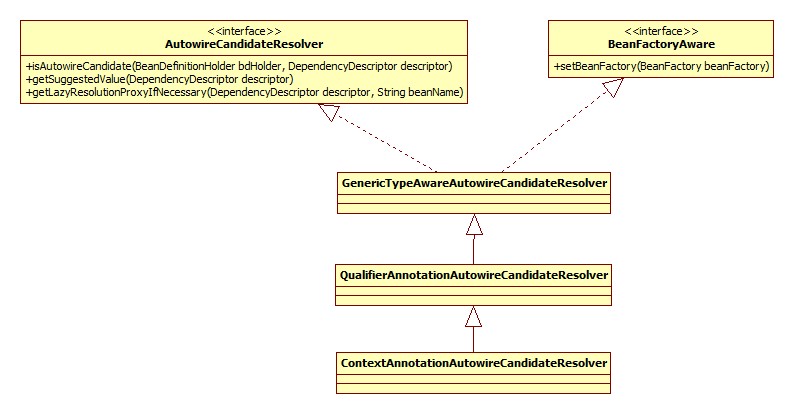 <<interface>>
AutowireCandidateResolver
+isAutowireCandidate(BeanDefinitionHolder bdHolder, DependencyDescriptor descriptor)
+getSuggestedValue(DependencyDescriptor descriptor)
+getLazyResolutionProxyIfNecessary(DependencyDescriptor descriptor, String beanName)
<<interface>>
BeanFactoryAware
+setBeanFactory(BeanFactory beanFactory)
GenericTypeAwareAutowireCandidateResolver
QualifierAnnotationAutowireCandidateResolver
ContextAnnotationAutowireCandidateResolver